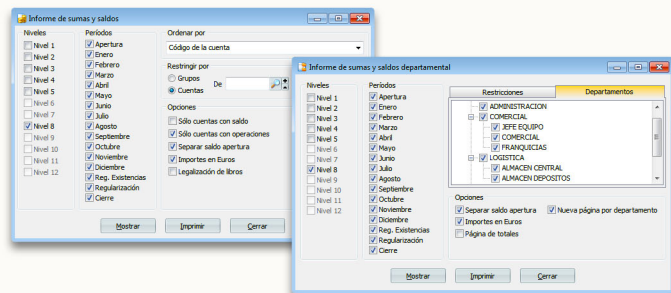 Informe de sumas y saldos
Niveles
Nivel 1
Nivel 2
Nivel 3
Nivel 4
Nivel 5
Nivel 6
Nivel 7
Nivel 8
Nivel 9
Nivel 10
Nivel 11
Nivel 12
Períodos
Apertura
Enero
Febrero
Marzo
Abril
Mayo
Junio
Julio
Agosto
Septiembre
Octubre
Noviembre
Diciembre
Reg. Existencias
Regularización
Cierre
Ordenar por
Código de la cuenta
Restringir por
Grupos
Cuentas
De
Opciones
Sólo cuentas con saldo
Sólo cuentas con operaciones
Separar saldo apertura
Importes en Euros
Legalización de libros
Mostrar Imprimir Cerrar
Informe de sumas y saldos departamental
Niveles
Nivel 1
Nivel 2
Nivel 3
Nivel 4
Nivel 5
Nivel 6
Nivel 7
Nivel 8
Nivel 9
Nivel 10
Nivel 11
Nivel 12
Períodos
Apertura
Enero
Febrero
Marzo
Abril
Mayo
Junio
Julio
Agosto
Septiembre
Octubre
Noviembre
Diciembre
Reg. Existencias
Regularización
Cierre
Restricciones Departamentos
ADMINISTRACION
COMERCIAL
JEFE EQUIPO
COMERCIAL
FRANQUICIAS
LOGISTICA
ALMACEN CENTRAL
ALMACEN DEPOSITOS
Opciones
Separar saldo apertura Nueva página por departamento
Importes en Euros
Página de totales
Mostrar Imprimir Cerrar